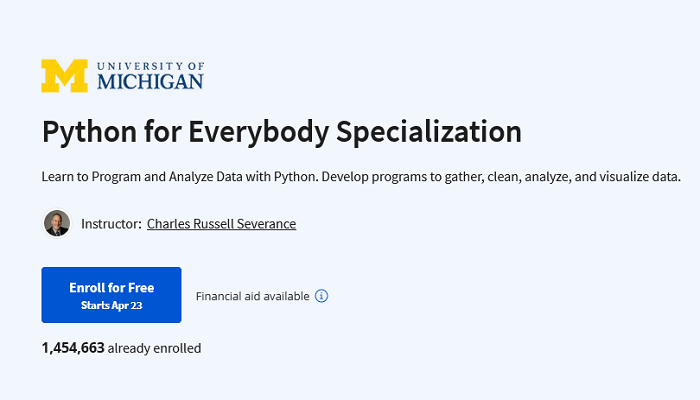 UNIVERSITY OF
MICHIGAN
Python for Everybody Specialization
Learn to Program and Analyze Data with Python. Develop programs to gather, clean, analyze, and visualize data.
Instructor: Charles Russell Severance
Enroll for Free
Starts Apr 23
Financial aid available
1,454,663 already enrolled